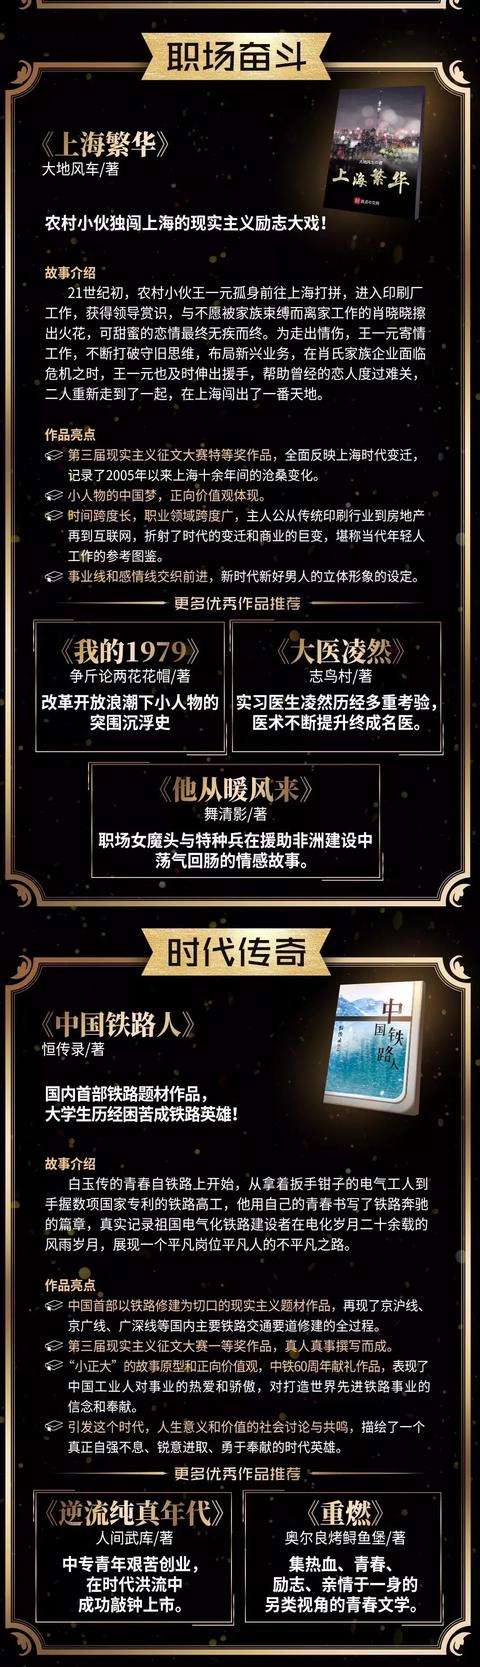 职场奋斗
《上海繁华》
大地风车/著
上海繁华
农村小伙独闯上海的现实主义励志大戏！
故事介绍
21世纪初，农村小伙王一元孤身前往上海打拼，进入印刷厂
工作，获得领导赏识，与不愿被家族束缚而离家工作的肖晓晓擦
出火花，可甜蜜的恋情最终无疾而终。为走出情伤，王一元寄情
工作，不断打破守旧思维，布局新兴业务，在肖氏家族企业面临
危机之时，王一元也及时伸出援手，帮助曾经的恋人度过难关，
二人重新走到了一起，在上海闯出了一番天地。
作品亮点
第三届现实主义征文大赛特等奖作品，全面反映上海时代变迁，
记录了2005年以来上海十余年间的沧桑变化。
小人物的中国梦，正向价值观体现。
时间跨度长，职业领域跨度广，主人公从传统印刷行业到房地产
再到互联网，折射了时代的变迁和商业的巨变，堪称当代年轻人
工作的参考图鉴。
事业线和感情线交织前进，新时代新好男人的立体形象的设定。
更多优秀作品推荐
《我的1979》
争斤论两花花帽/著
改革开放浪潮下小人物的
突围沉浮史
《大医凌然》
志鸟村/著
实习医生凌然历经多重考验，
医术不断提升终成名医。
《他从暖风来》
舞清影/著
职场女魔头与特种兵在援助非洲建设中
荡气回肠的情感故事。
时代传奇
《中国铁路人》
恒传录/著
中国铁路人
国内首部铁路题材作品，
大学生历经困苦成铁路英雄！
故事介绍
白玉传的青春自铁路上开始，从拿着扳手钳子的电气工人到
手握数项国家专利的铁路高工，他用自己的青春书写了铁路奔驰
的篇章，真实记录祖国电气化铁路建设者在电化岁月二十余载的
风雨岁月，展现一个平凡岗位平凡人的不平凡之路。
作品亮点
中国首部以铁路修建为切口的现实主义题材作品，再现了京沪线、
京广线、广深线等国内主要铁路交通要道修建的全过程。
第三届现实主义征文大赛一等奖作品，真人真事撰写而成。
“小正大”的故事原型和正向价值观，中铁60周年献礼作品，表现了
中国工业人对事业的热爱和骄傲，对打造世界先进铁路事业的
信念和奉献。
引发这个时代，人生意义和价值的社会讨论与共鸣，描绘了一个
真正自强不息、锐意进取、勇于奉献的时代英雄。
更多优秀作品推荐
《逆流纯真年代》
人间武库/著
中专青年艰苦创业，
在时代洪流中
成功敲钟上市。
《重燃》
奥尔良烤鲟鱼堡/著
集热血、青春、
励志、亲情于一身的
另类视角的青春文学。